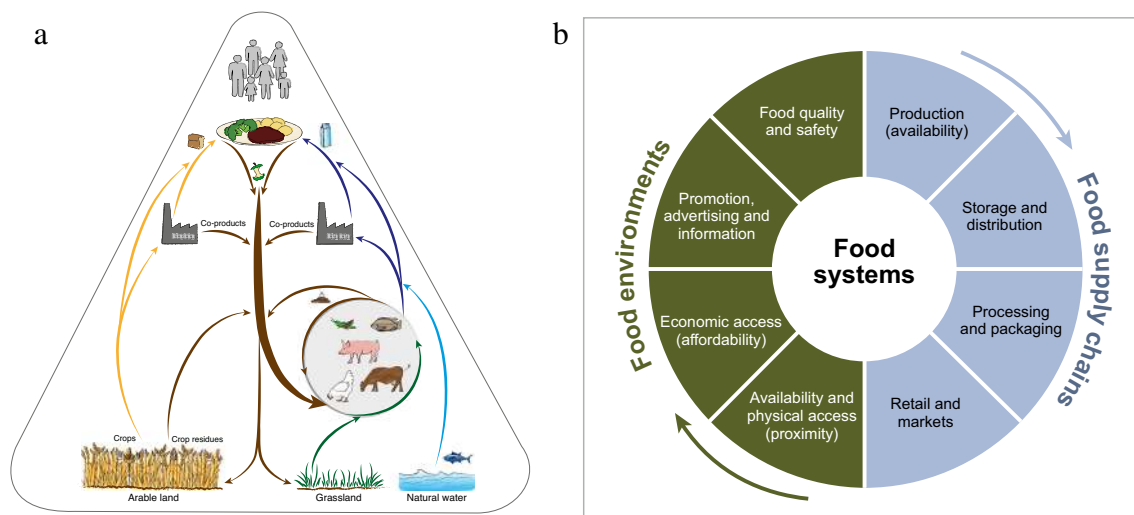 a
Co-products
Co-products
Crops
Crop residues
Arable land
Grassland
Natural water
b
Food environments
Food supply chains
Food quality
and safety
Production
(availability)
Promotion,
advertising and
information
Storage and
distribution
Food
systems
Economic access
(affordability)
Processing
and packaging
Availability and
physical access
(proximity)
Retail and
markets